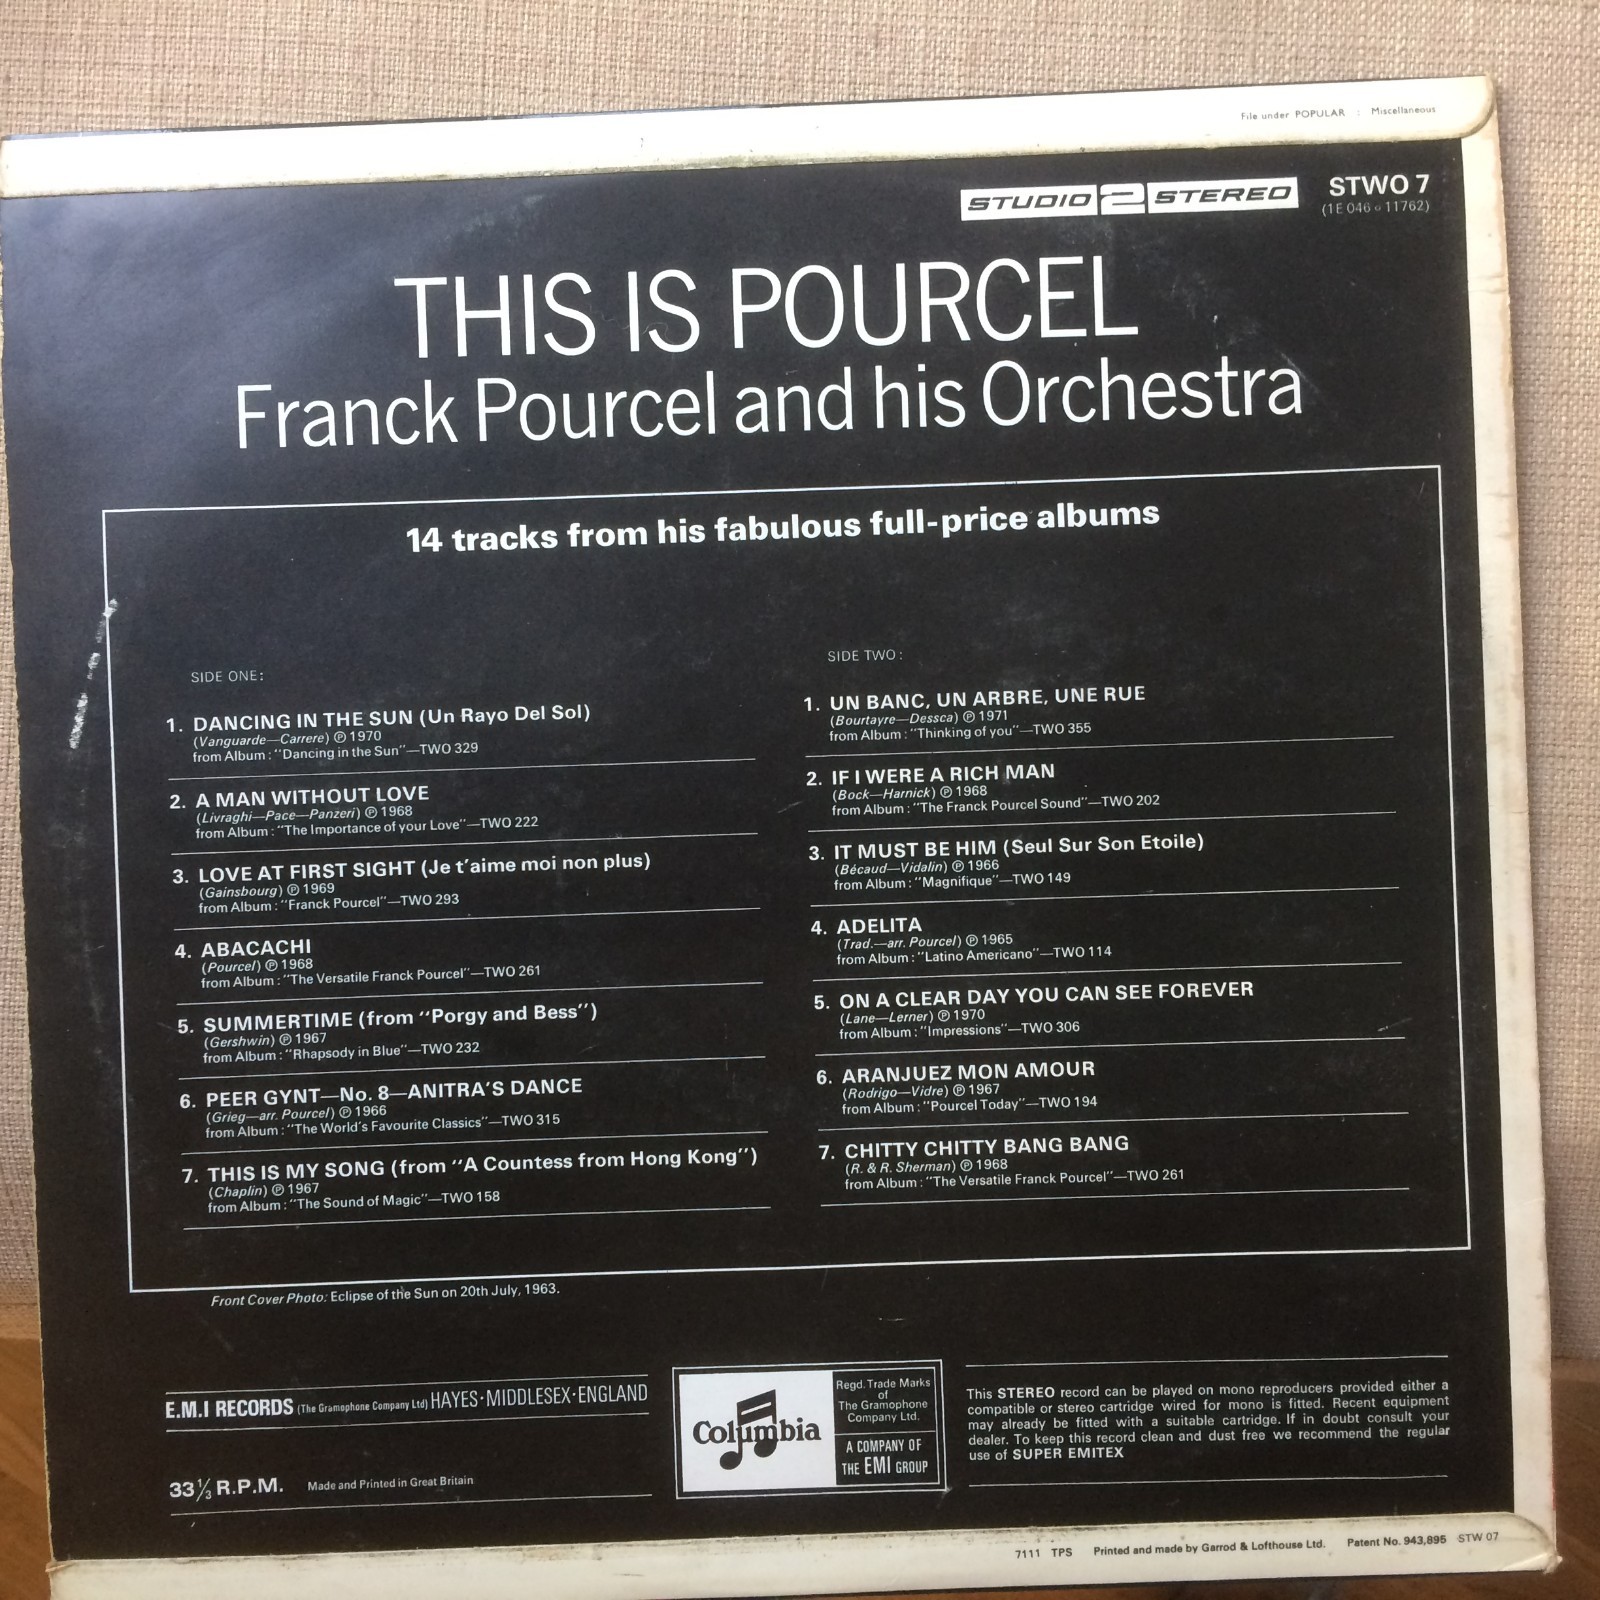 File under POPULAR : Miscellaneous
STUDIO 2 STEREO
STWO 7
(1E 046 o 11762)
THIS IS POURCEL
Franck Pourcel and his Orchestra
14 tracks from his fabulous full-price albums
SIDE ONE:
1. DANCING IN THE SUN (Un Rayo Del Sol)
(Vanguarde—Carrere) ℗ 1970
from Album : "Dancing in the Sun"—TWO 329
2. A MAN WITHOUT LOVE
(Livraghi—Pace—Panzeri) ℗ 1968
from Album : "The Importance of your Love"—TWO 222
3. LOVE AT FIRST SIGHT (Je t'aime moi non plus)
(Gainsbourg) ℗ 1969
from Album : "Franck Pourcel"—TWO 293
4. ABACACHI
(Pourcel) ℗ 1968
from Album : "The Versatile Franck Pourcel"—TWO 261
5. SUMMERTIME (from "Porgy and Bess")
(Gershwin) ℗ 1967
from Album : "Rhapsody in Blue"—TWO 232
6. PEER GYNT—No. 8—ANITRA'S DANCE
(Grieg—arr. Pourcel) ℗ 1966
from Album : "The World's Favourite Classics"—TWO 315
7. THIS IS MY SONG (from "A Countess from Hong Kong")
(Chaplin) ℗ 1967
from Album : "The Sound of Magic"—TWO 158
SIDE TWO:
1. UN BANC, UN ARBRE, UNE RUE
(Bourtayre—Dessca) ℗ 1971
from Album : "Thinking of you"—TWO 355
2. IF I WERE A RICH MAN
(Bock—Harnick) ℗ 1968
from Album : "The Franck Pourcel Sound"—TWO 202
3. IT MUST BE HIM (Seul Sur Son Etoile)
(Bécaud—Vidalin) ℗ 1966
from Album : "Magnifique"—TWO 149
4. ADELITA
(Trad.—arr. Pourcel) ℗ 1965
from Album : "Latino Americano"—TWO 114
5. ON A CLEAR DAY YOU CAN SEE FOREVER
(Lane—Lerner) ℗ 1970
from Album : "Impressions"—TWO 306
6. ARANJUEZ MON AMOUR
(Rodrigo—Vidre) ℗ 1967
from Album : "Pourcel Today"—TWO 194
7. CHITTY CHITTY BANG BANG
(R. & R. Sherman) ℗ 1968
from Album : "The Versatile Franck Pourcel"—TWO 261
Front Cover Photo: Eclipse of the Sun on 20th July, 1963.
E.M.I RECORDS (The Gramophone Company Ltd) HAYES·MIDDLESEX·ENGLAND
33⅓ R.P.M. Made and Printed in Great Britain
Columbia
Regd. Trade Marks
of
The Gramophone
Company Ltd.
A COMPANY OF
THE EMI GROUP
This STEREO record can be played on mono reproducers provided either a
compatible or stereo cartridge wired for mono is fitted. Recent equipment
may already be fitted with a suitable cartridge. If in doubt consult your
dealer. To keep this record clean and dust free we recommend the regular
use of SUPER EMITEX
7111 TPS Printed and made by Garrod & Lofthouse Ltd. Patent No. 943,895 STW 07